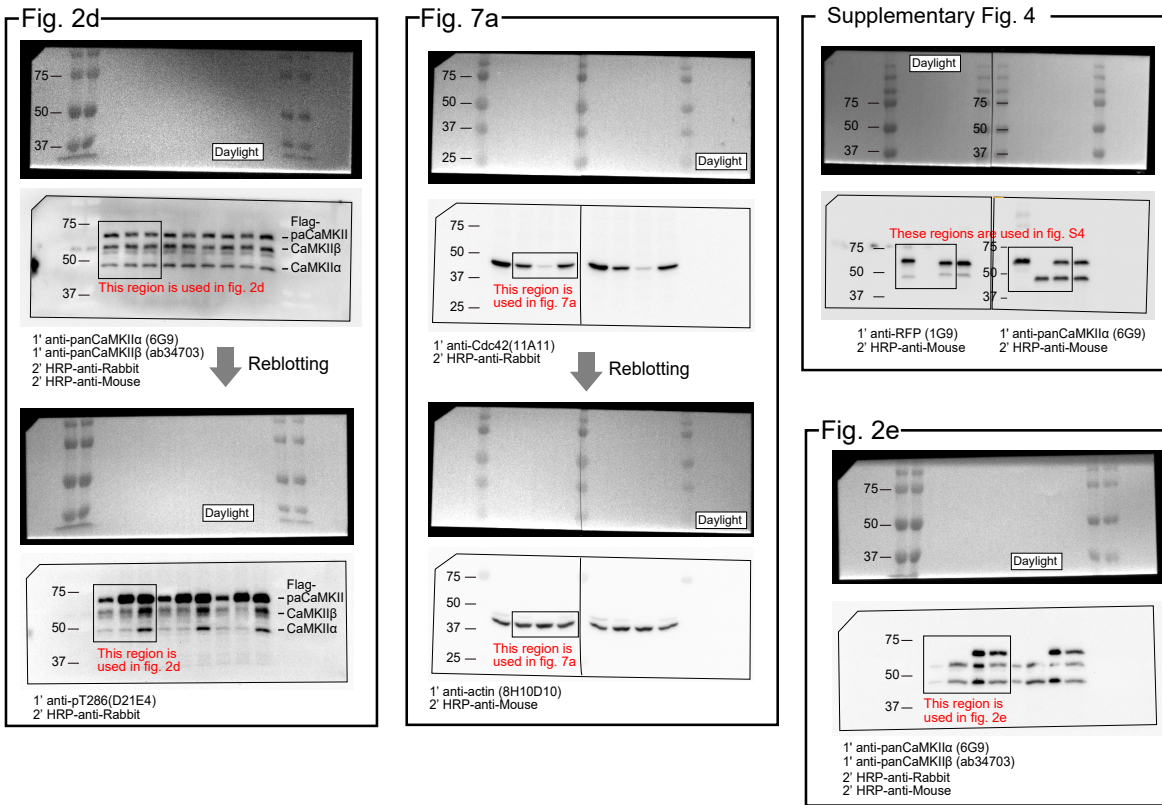 Fig. 2d
75
50
37
Daylight
75
50
37
Flag-
paCaMKII
CaMKIIβ
CaMKIIα
This region is used in fig. 2d
1' anti-panCaMKIIα (6G9)
1' anti-panCaMKIIβ (ab34703)
2' HRP-anti-Rabbit
2' HRP-anti-Mouse
Reblotting
Daylight
75
50
37
Flag-
paCaMKII
CaMKIIβ
CaMKIIα
This region is
used in fig. 2d
1' anti-pT286(D21E4)
2' HRP-anti-Rabbit
Fig. 7a
75
50
37
25
Daylight
75
50
37
25
This region is
used in fig. 7a
1' anti-Cdc42(11A11)
2' HRP-anti-Rabbit
Reblotting
Daylight
75
50
37
25
This region is
used in fig. 7a
1' anti-actin (8H10D10)
2' HRP-anti-Mouse
Supplementary Fig. 4
Daylight
75
50
37
75
50
37
These regions are used in fig. S4
75
50
37
75
50
37
1' anti-RFP (1G9)
2' HRP-anti-Mouse
1' anti-panCaMKIIα (6G9)
2' HRP-anti-Mouse
Fig. 2e
75
50
37
Daylight
75
50
37
This region is
used in fig. 2e
1' anti-panCaMKIIα (6G9)
1' anti-panCaMKIIβ (ab34703)
2' HRP-anti-Rabbit
2' HRP-anti-Mouse